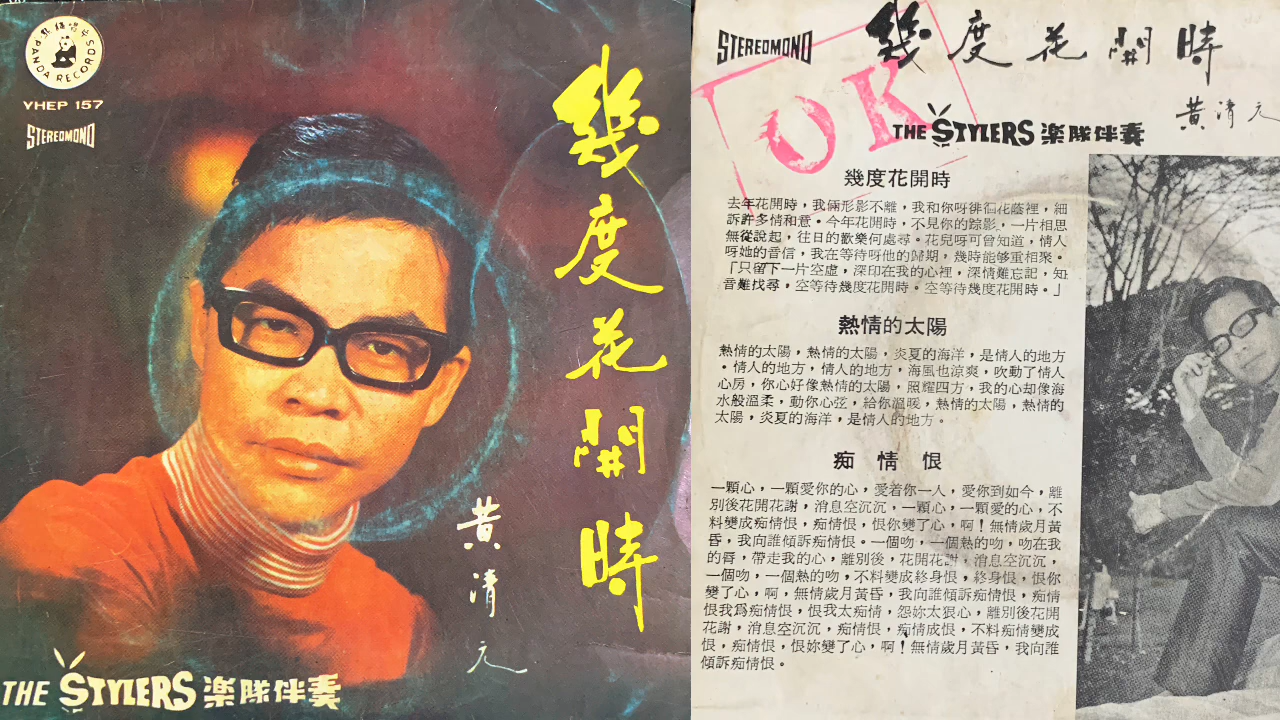 熊貓唱片
PANDA RECORDS
YHEP 157
STEREOMONO
幾度花開時
黃清元
THE STYLERS 楽隊伴奏
STEREOMONO
幾度花開時
OK
黃清元
THE STYLERS 楽隊伴奏
幾度花開時
去年花開時，我倆形影不離，我和你呀徘徊花蔭裡，細
訴許多情和意。今年花開時，不見你的踪影，一片相思
無從說起，往日的歡樂何處尋。花兒呀可曾知道，情人
呀她的音信，我在等待呀他的歸期，幾時能够重相聚。
「只留下一片空虛，深印在我的心裡，深情難忘記，知
音難找尋，空等待幾度花開時。空等待幾度花開時。」
熱情的太陽
熱情的太陽，熱情的太陽，炎夏的海洋，是情人的地方
。情人的地方，情人的地方，海風也涼爽，吹動了情人
心房，你心好像熱情的太陽，照耀四方，我的心却像海
水般溫柔，動你心弦，給你溫暖，熱情的太陽，熱情的
太陽，炎夏的海洋，是情人的地方。
痴情恨
一顆心，一顆愛你的心，愛着你一人，愛你到如今，離
別後花開花謝，消息空沉沉，一顆心，一顆愛的心，不
料變成痴情恨，痴情恨，恨你變了心，啊！無情歲月黃
昏，我向誰傾訴痴情恨。一個吻，一個熱的吻，吻在我
的唇，帶走我的心，離別後，花開花謝，消息空沉沉，
一個吻，一個熱的吻，不料變成終身恨，終身恨，恨你
變了心，啊，無情歲月黃昏，我向誰傾訴痴情恨，痴情
恨我爲痴情恨，恨我太痴情，怨妳太狠心，離別後花開
花謝，消息空沉沉，痴情恨，痴情成恨，不料痴情變成
恨，痴情恨，恨妳變了心，啊！無情歲月黃昏，我向誰
傾訴痴情恨。